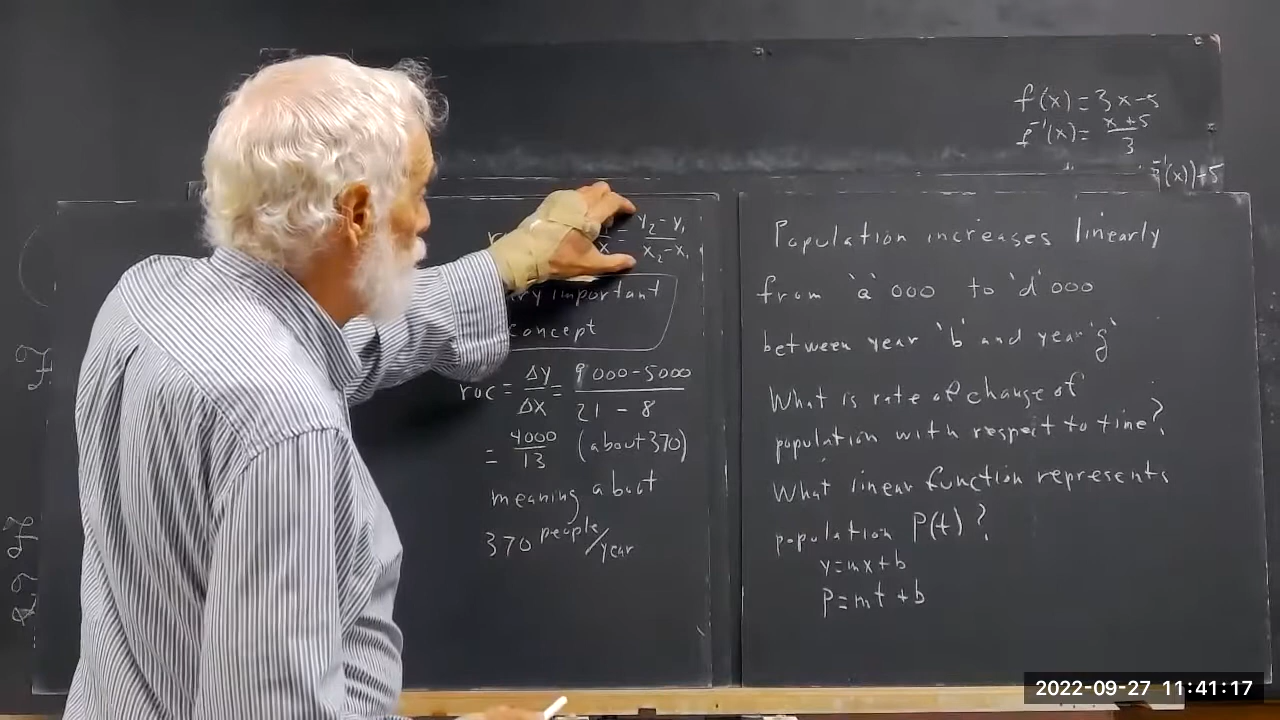 f(x) = 3x-5
f⁻¹(x) = x+5/3
⁻¹(x))+5
= y₂-y₁/x₂-x₁
important
concept
roc = Δy/Δx = 9000-5000/21-8
= 4000/13 (about 370)
meaning about
370 people/year
Population increases linearly
from 'a'000 to 'd'000
between year 'b' and year 'g'
What is rate of change of
population with respect to time?
What linear function represents
population P(t)?
y=mx+b
P=mt+b
2022-09-27 11:41:17